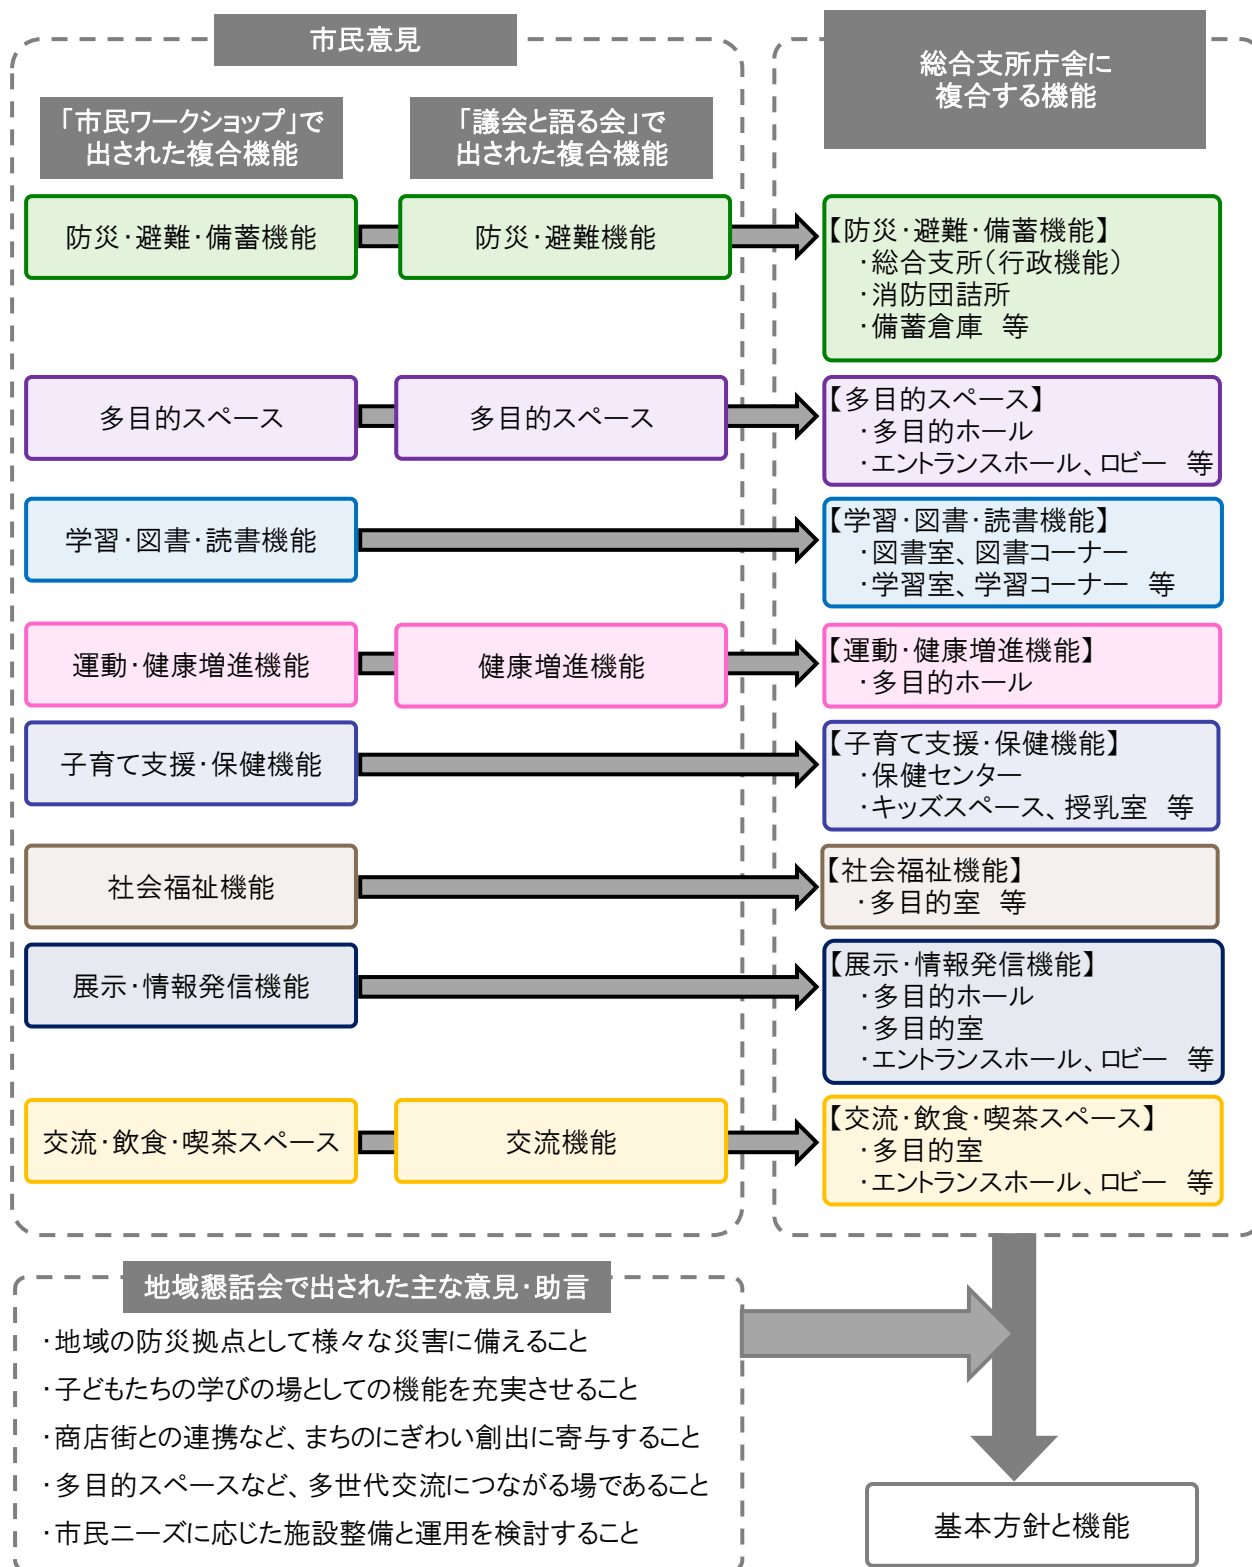 市民意見
「市民ワークショップ」で
出された複合機能
「議会と語る会」で
出された複合機能
総合支所庁舎に
複合する機能
防災・避難・備蓄機能
防災・避難機能
【防災・避難・備蓄機能】
・総合支所（行政機能）
・消防団詰所
・備蓄倉庫　等
多目的スペース
多目的スペース
【多目的スペース】
・多目的ホール
・エントランスホール、ロビー　等
学習・図書・読書機能
【学習・図書・読書機能】
・図書室、図書コーナー
・学習室、学習コーナー　等
運動・健康増進機能
健康増進機能
【運動・健康増進機能】
・多目的ホール
子育て支援・保健機能
【子育て支援・保健機能】
・保健センター
・キッズスペース、授乳室　等
社会福祉機能
【社会福祉機能】
・多目的室　等
展示・情報発信機能
【展示・情報発信機能】
・多目的ホール
・多目的室
・エントランスホール、ロビー　等
交流・飲食・喫茶スペース
交流機能
【交流・飲食・喫茶スペース】
・多目的室
・エントランスホール、ロビー　等
地域懇話会で出された主な意見・助言
・地域の防災拠点として様々な災害に備えること
・子どもたちの学びの場としての機能を充実させること
・商店街との連携など、まちのにぎわい創出に寄与すること
・多目的スペースなど、多世代交流につながる場であること
・市民ニーズに応じた施設整備と運用を検討すること
基本方針と機能